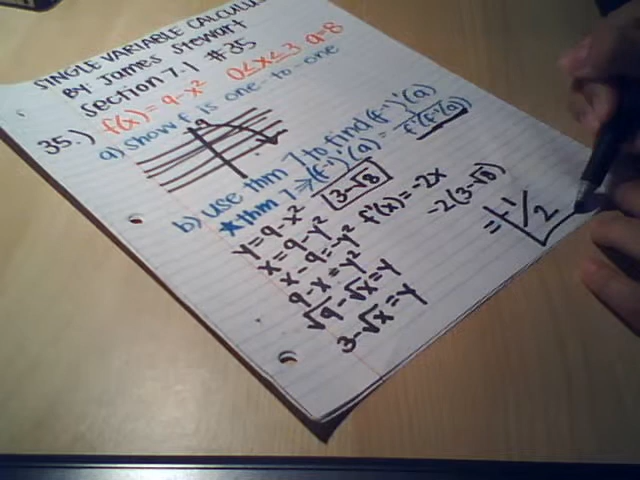 SINGLE VARIABLE CALCULUS
BY: James Stewart
Section 7.1 #35
35.) f(x) = 9-x² 0≤x≤3 a=8
a) show f is one-to-one
9
b) use thm 7 to find (f⁻¹)'(a)
*thm 7 ⇒ (f⁻¹)'(a) = 1/f'(f⁻¹(a))
y=9-x² 3-√8 f'(x) = -2x
x=9-y² -2(3-√8)
x-9=-y² = -1/2
9-x=y²
√9-√x=y
3-√x=y